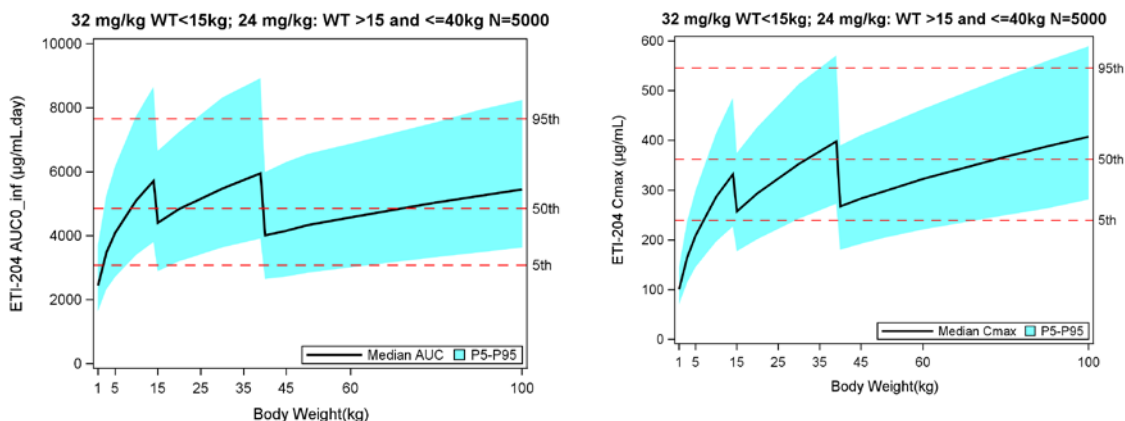 32 mg/kg WT<15kg; 24 mg/kg: WT >15 and <=40kg N=5000
ETI-204 AUC0_inf (µg/mL.day)
10000
8000
6000
4000
2000
0
95th
50th
5th
Median AUC P5-P95
1 5 15 25 35 45 60 100
Body Weight(kg)
32 mg/kg WT<15kg; 24 mg/kg: WT >15 and <=40kg N=5000
ETI-204 Cmax (µg/mL)
600
500
400
300
200
100
0
95th
50th
5th
Median Cmax P5-P95
1 5 15 25 35 45 60 100
Body Weight(kg)